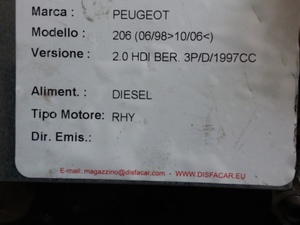 Marca : PEUGEOT
Modello : 206 (06/98>10/06<)
Versione : 2.0 HDI BER. 3P/D/1997CC
Aliment. : DIESEL
Tipo Motore: RHY
Dir. Emis.:
E-mail: magazzino@disfacar.com - WWW.DISFACAR.EU